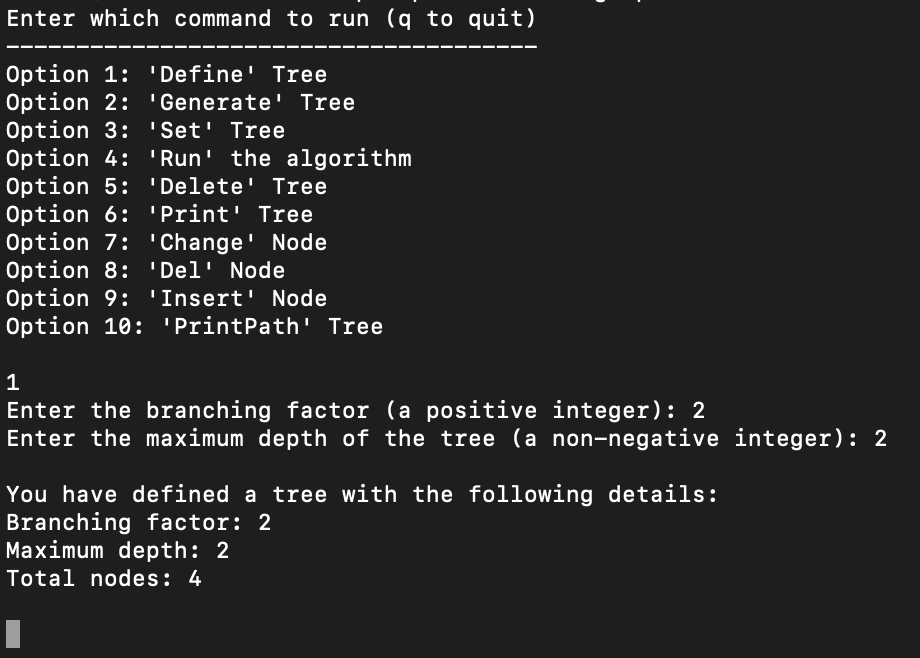 Enter which command to run (q to quit)
--------------------------------------
Option 1: 'Define' Tree
Option 2: 'Generate' Tree
Option 3: 'Set' Tree
Option 4: 'Run' the algorithm
Option 5: 'Delete' Tree
Option 6: 'Print' Tree
Option 7: 'Change' Node
Option 8: 'Del' Node
Option 9: 'Insert' Node
Option 10: 'PrintPath' Tree
1
Enter the branching factor (a positive integer): 2
Enter the maximum depth of the tree (a non-negative integer): 2
You have defined a tree with the following details:
Branching factor: 2
Maximum depth: 2
Total nodes: 4